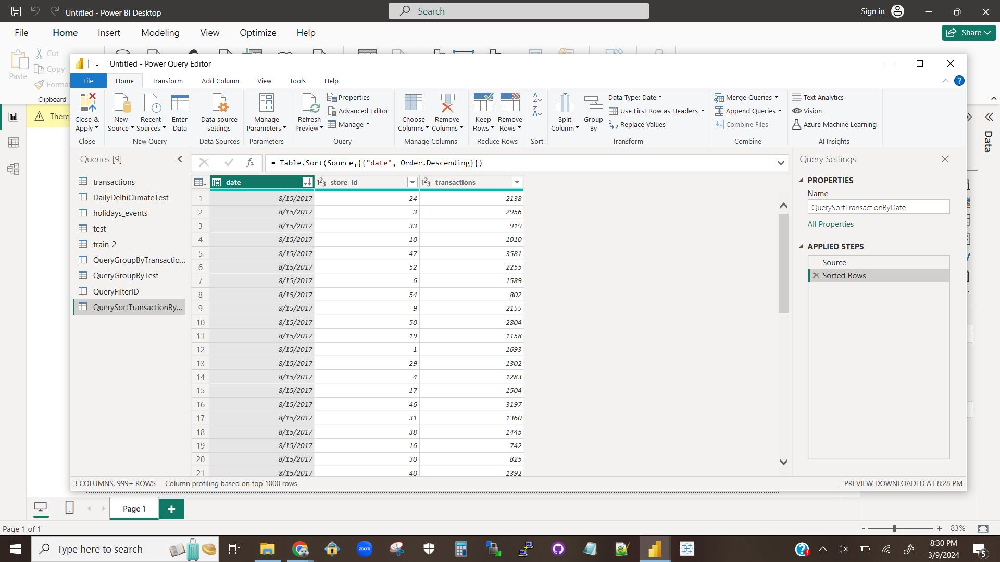 Untitled - Power BI Desktop
Search
Sign in
File Home Insert Modeling View Optimize Help
Share
Paste
Cut
Copy
Clipboard
There
Untitled - Power Query Editor
File Home Transform Add Column View Tools Help
Close & Apply
Close
New Source
Recent Sources
Enter Data
New Query
Data source settings
Data Sources
Manage Parameters
Parameters
Refresh Preview
Properties
Advanced Editor
Manage
Query
Choose Columns
Remove Columns
Manage Columns
Keep Rows
Remove Rows
Reduce Rows
Sort
Split Column
Group By
Data Type: Date
Use First Row as Headers
Replace Values
Transform
Merge Queries
Append Queries
Combine Files
Combine
Text Analytics
Vision
Azure Machine Learning
AI Insights
Data
Queries [9]
transactions
DailyDelhiClimateTest
holidays_events
test
train-2
QueryGroupByTransactio...
QueryGroupByTest
QueryFilterID
QuerySortTransactionBy...
fx
= Table.Sort(Source,{{"date", Order.Descending}})
date store_id transactions
1 8/15/2017 24 2138
2 8/15/2017 3 2956
3 8/15/2017 33 919
4 8/15/2017 10 1010
5 8/15/2017 47 3581
6 8/15/2017 52 2255
7 8/15/2017 6 1589
8 8/15/2017 54 802
9 8/15/2017 9 2155
10 8/15/2017 50 2804
11 8/15/2017 19 1158
12 8/15/2017 1 1693
13 8/15/2017 29 1302
14 8/15/2017 4 1283
15 8/15/2017 17 1504
16 8/15/2017 46 3197
17 8/15/2017 31 1360
18 8/15/2017 38 1445
19 8/15/2017 16 742
20 8/15/2017 30 825
21 8/15/2017 40 1392
Query Settings
PROPERTIES
Name
QuerySortTransactionByDate
All Properties
APPLIED STEPS
Source
Sorted Rows
3 COLUMNS, 999+ ROWS Column profiling based on top 1000 rows
PREVIEW DOWNLOADED AT 8:28 PM
Page 1
Page 1 of 1
- + 83%
Type here to search
zoom
8:30 PM
3/9/2024
5